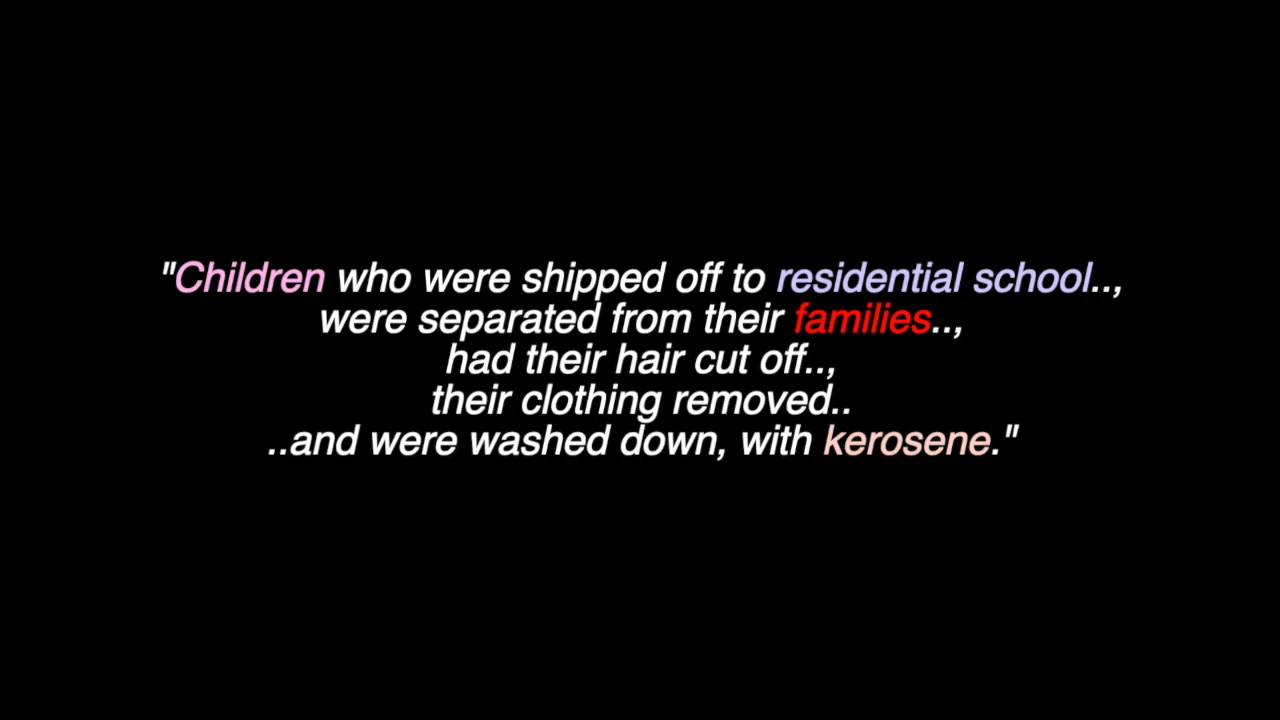 "Children who were shipped off to residential school..,
were separated from their families..,
had their hair cut off..,
their clothing removed..
..and were washed down, with kerosene."